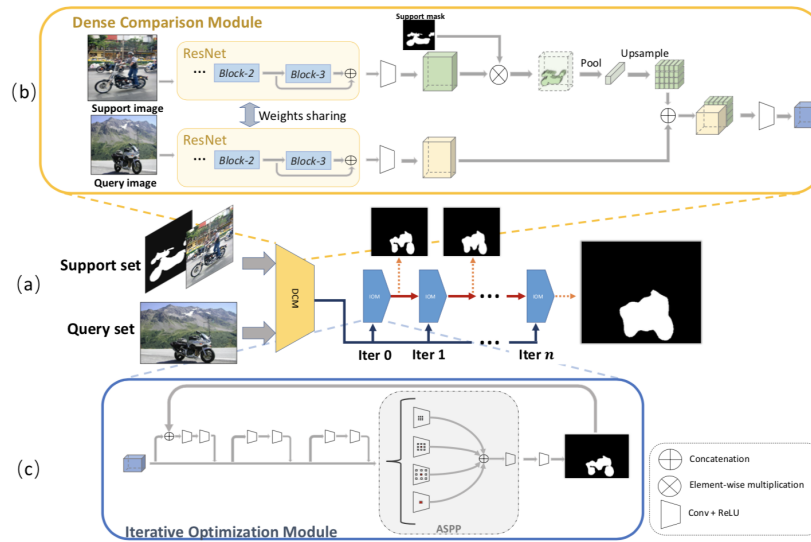 Dense Comparison Module
Support mask
ResNet
... Block-2
Block-3
Pool
Upsample
(b)
Support image
Weights sharing
ResNet
... Block-2
Block-3
Query image
(a)
Support set
DCM
IOM
IOM
...
IOM
Query set
...
Iter 0
Iter 1
Iter n
(c)
ASPP
Iterative Optimization Module
Concatenation
Element-wise multiplication
Conv + ReLU